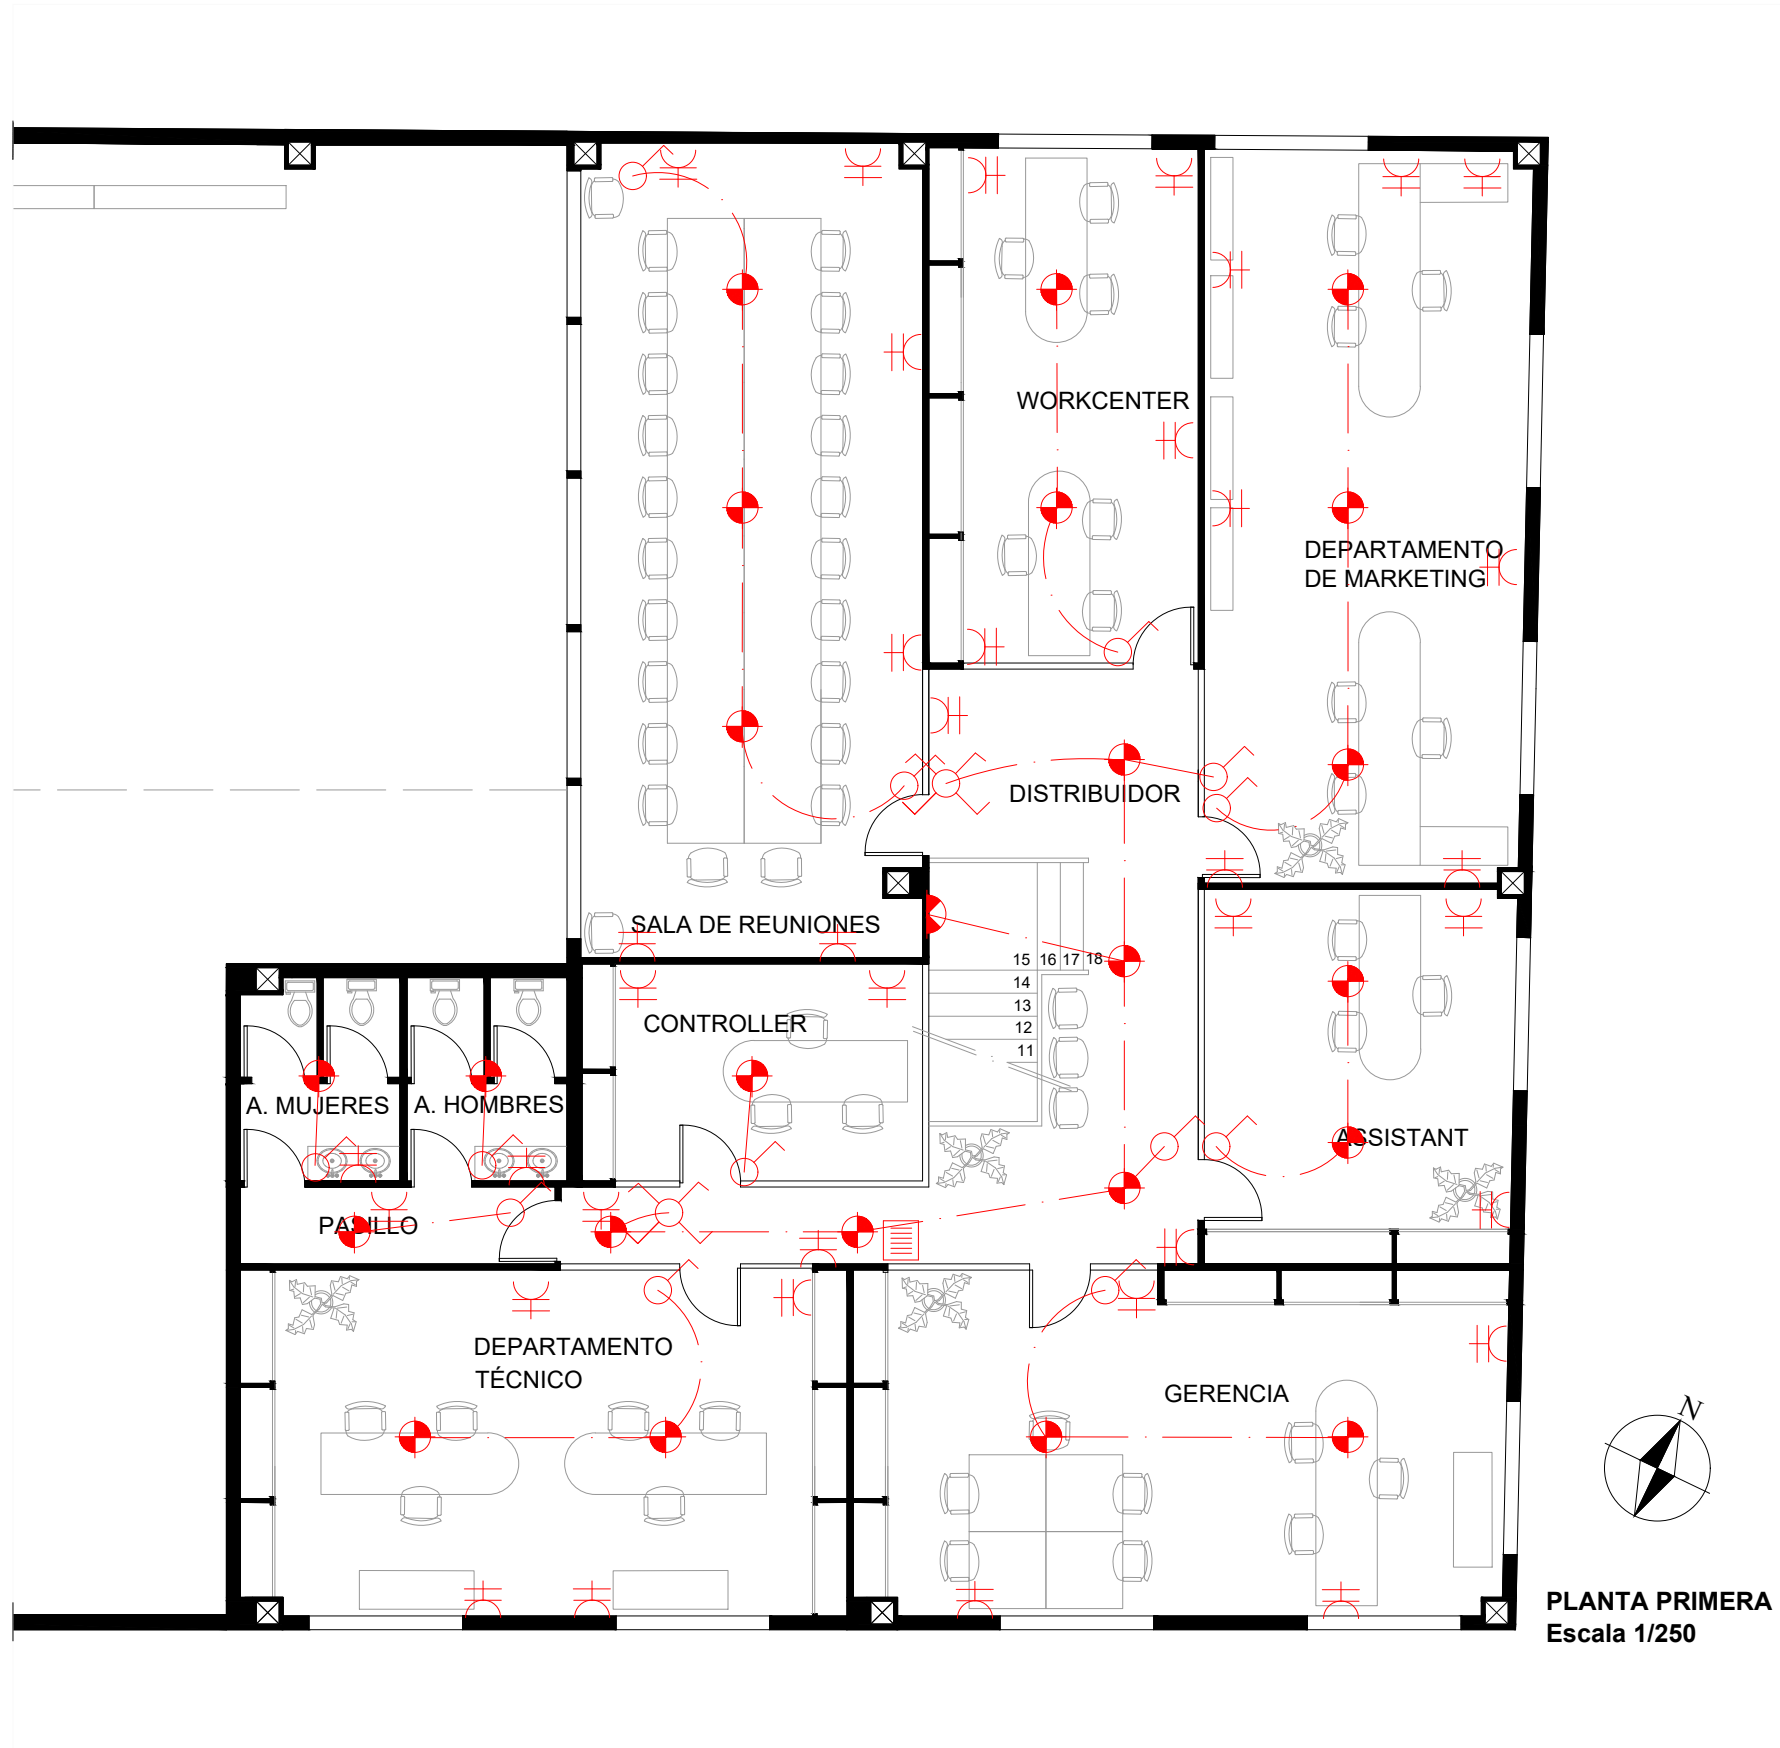 WORKCENTER
DEPARTAMENTO
DE MARKETING
DISTRIBUIDOR
SALA DE REUNIONES
15 16 17 18
14
13
12
11
CONTROLLER
A. MUJERES
A. HOMBRES
ASSISTANT
PASILLO
DEPARTAMENTO
TÉCNICO
GERENCIA
N
PLANTA PRIMERA
Escala 1/250